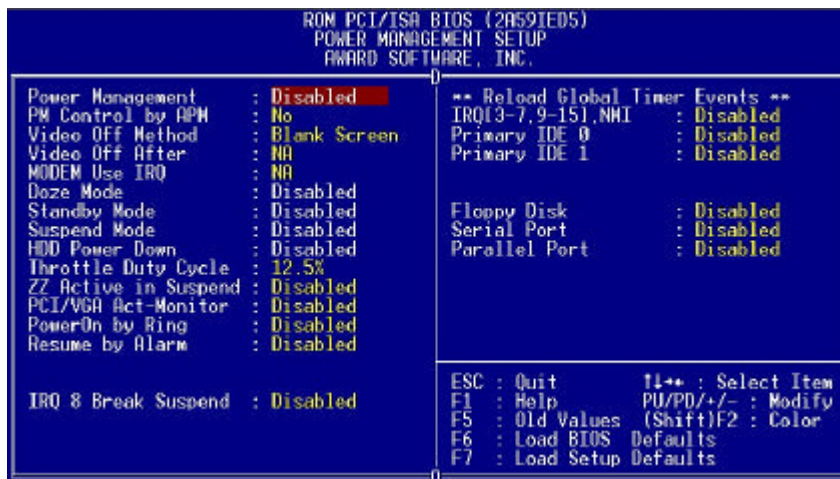 ROM PCI/ISA BIOS (2A59IED5)
POWER MANAGEMENT SETUP
AWARD SOFTWARE, INC.
Power Management : Disabled
PM Control by APM : No
Video Off Method : Blank Screen
Video Off After : NA
MODEM Use IRQ : NA
Doze Mode : Disabled
Standby Mode : Disabled
Suspend Mode : Disabled
HDD Power Down : Disabled
Throttle Duty Cycle : 12.5%
ZZ Active in Suspend : Disabled
PCI/VGA Act-Monitor : Disabled
PowerOn by Ring : Disabled
Resume by Alarm : Disabled
IRQ 8 Break Suspend : Disabled
** Reload Global Timer Events **
IRQ[3-7,9-15],NMI : Disabled
Primary IDE 0 : Disabled
Primary IDE 1 : Disabled
Floppy Disk : Disabled
Serial Port : Disabled
Parallel Port : Disabled
ESC : Quit ↑↓→← : Select Item
F1 : Help PU/PD/+/- : Modify
F5 : Old Values (Shift)F2 : Color
F6 : Load BIOS Defaults
F7 : Load Setup Defaults